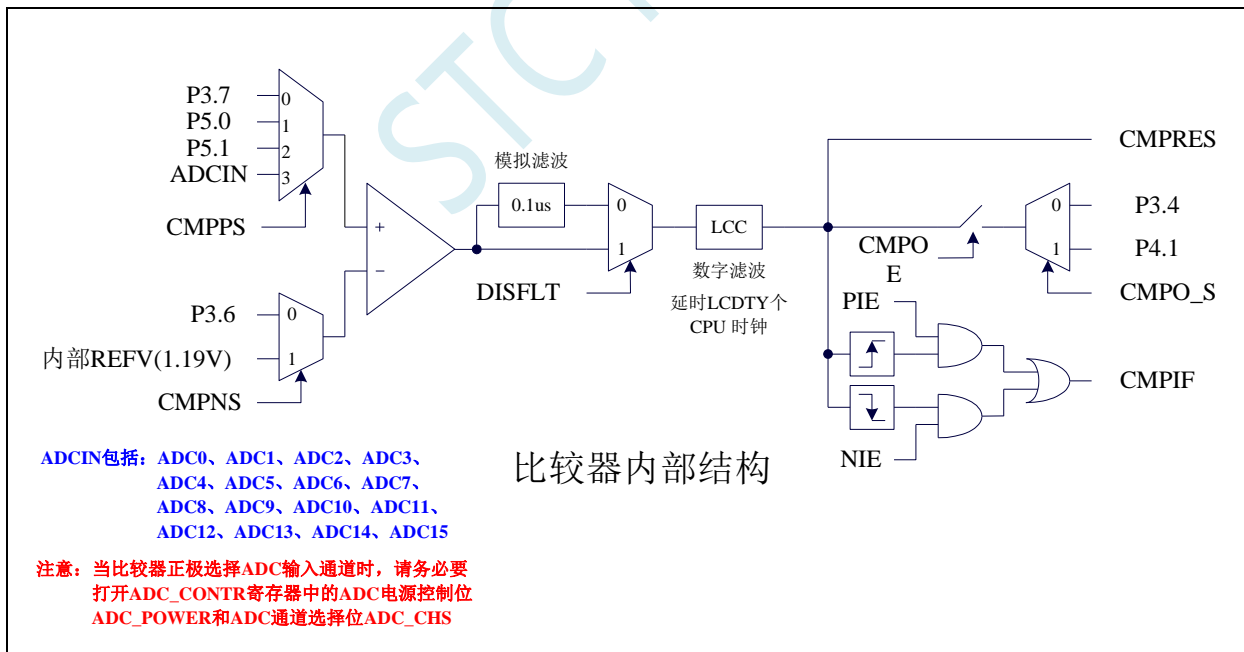 STC
P3.7
P5.0
P5.1
ADCIN
0
1
2
3
CMPPS
+
−
P3.6
内部REFV(1.19V)
0
1
CMPNS
模拟滤波
0.1us
0
1
DISFLT
LCC
数字滤波
延时LCDTY个
CPU 时钟
CMPRES
CMPO
E
0
1
P3.4
P4.1
CMPO_S
PIE
NIE
CMPIF
比较器内部结构
ADCIN包括：ADC0、ADC1、ADC2、ADC3、
ADC4、ADC5、ADC6、ADC7、
ADC8、ADC9、ADC10、ADC11、
ADC12、ADC13、ADC14、ADC15
注意：当比较器正极选择ADC输入通道时，请务必要
打开ADC_CONTR寄存器中的ADC电源控制位
ADC_POWER和ADC通道选择位ADC_CHS